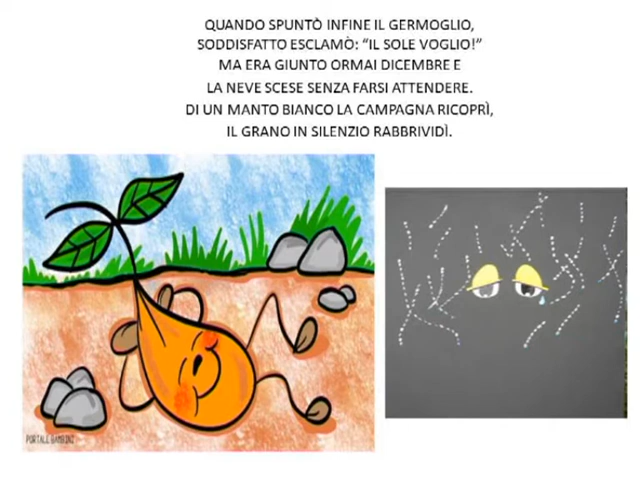 QUANDO SPUNTÒ INFINE IL GERMOGLIO,
SODDISFATTO ESCLAMÒ: “IL SOLE VOGLIO!”
MA ERA GIUNTO ORMAI DICEMBRE E
LA NEVE SCESE SENZA FARSI ATTENDERE.
DI UN MANTO BIANCO LA CAMPAGNA RICOPRÌ,
IL GRANO IN SILENZIO RABBRIVIDÌ.
PORTALE BAMBINI